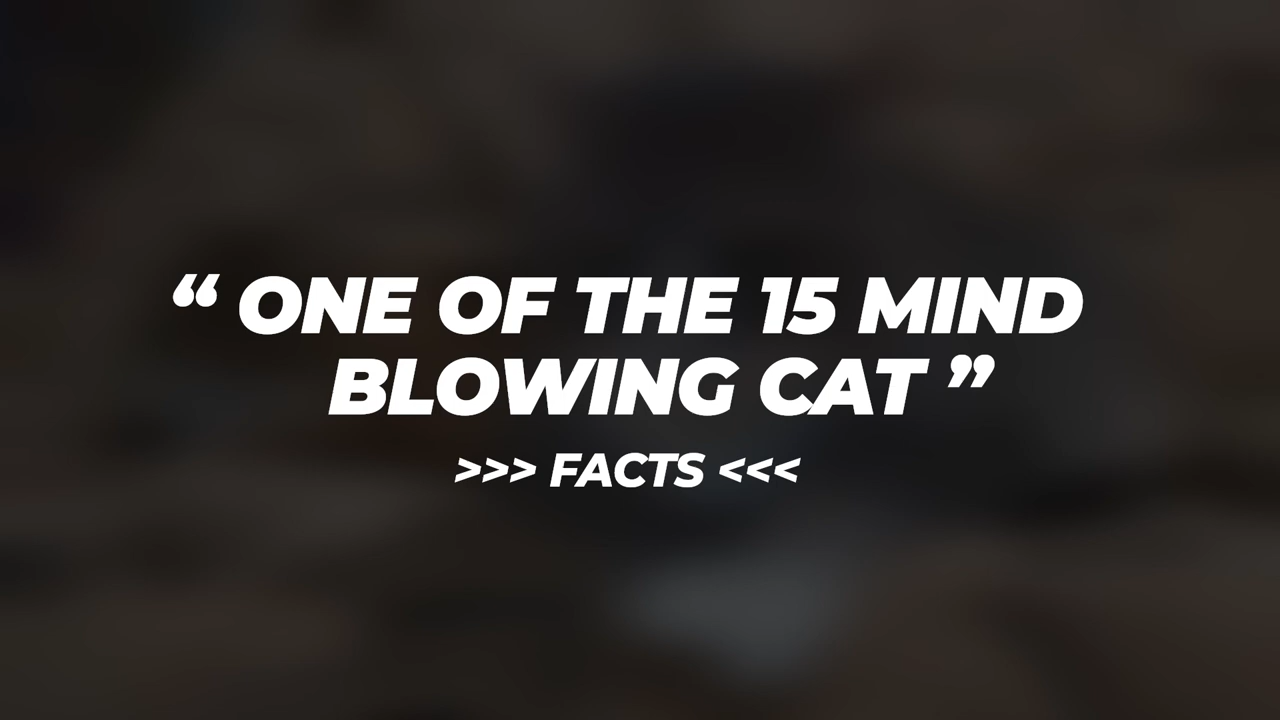 “ ONE OF THE 15 MIND
BLOWING CAT ”
>>> FACTS <<<